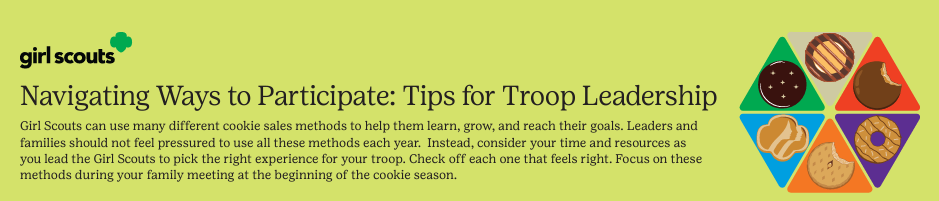 girl scouts
Navigating Ways to Participate: Tips for Troop Leadership
Girl Scouts can use many different cookie sales methods to help them learn, grow, and reach their goals. Leaders and
families should not feel pressured to use all these methods each year.  Instead, consider your time and resources as
you lead the Girl Scouts to pick the right experience for your troop. Check off each one that feels right. Focus on these
methods during your family meeting at the beginning of the cookie season.